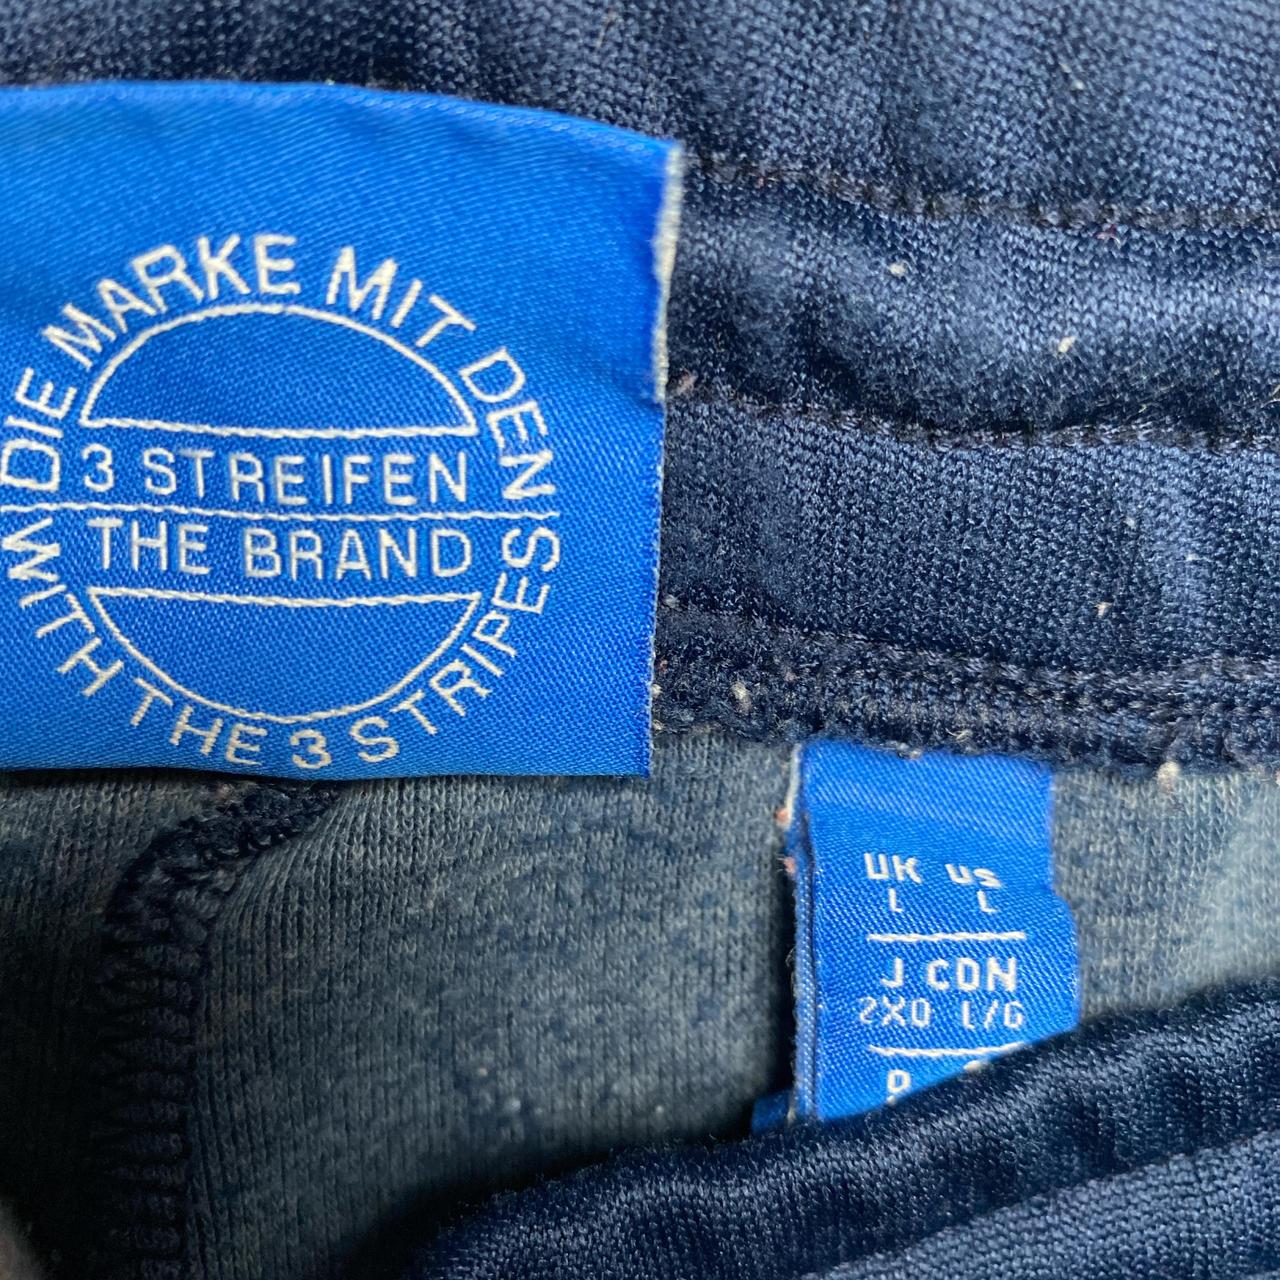 DIE MARKE MIT DEN
3 STREIFEN
THE BRAND
WITH THE 3 STRIPES
UK US
L L
J CDN
2XO L/G
D